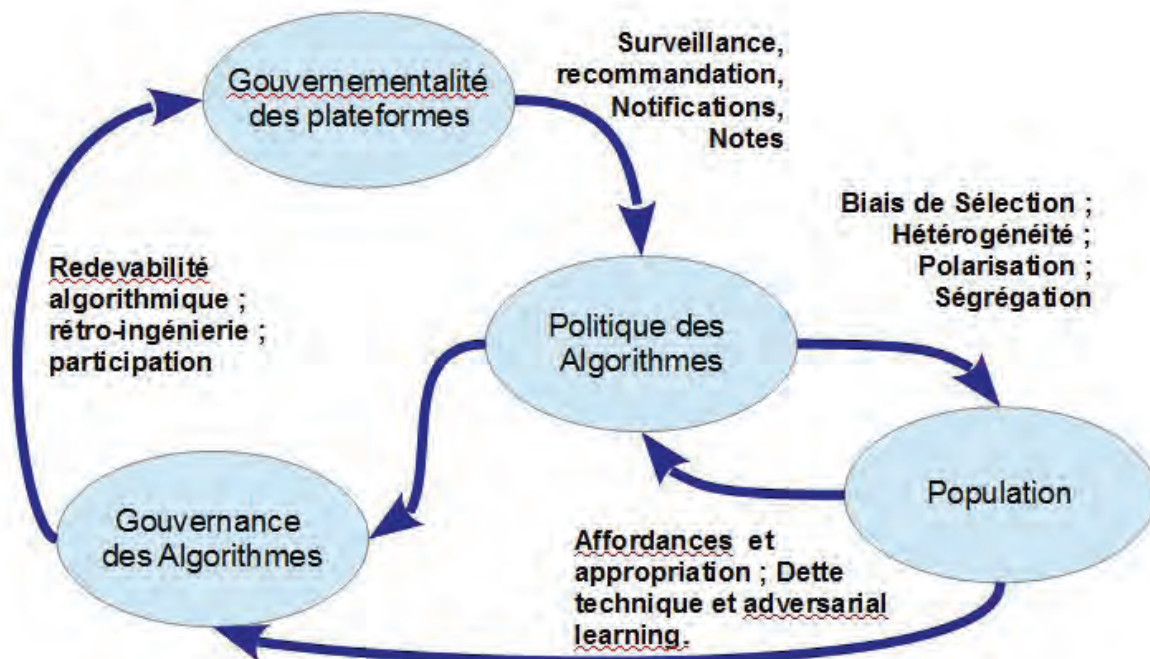 Gouvernementalité
des plateformes
Surveillance,
recommandation,
Notifications,
Notes
Biais de Sélection ;
Hétérogénéité ;
Polarisation ;
Ségrégation
Redevabilité
algorithmique ;
rétro-ingénierie ;
participation
Politique des
Algorithmes
Population
Gouvernance
des Algorithmes
Affordances et
appropriation ; Dette
technique et adversarial
learning.